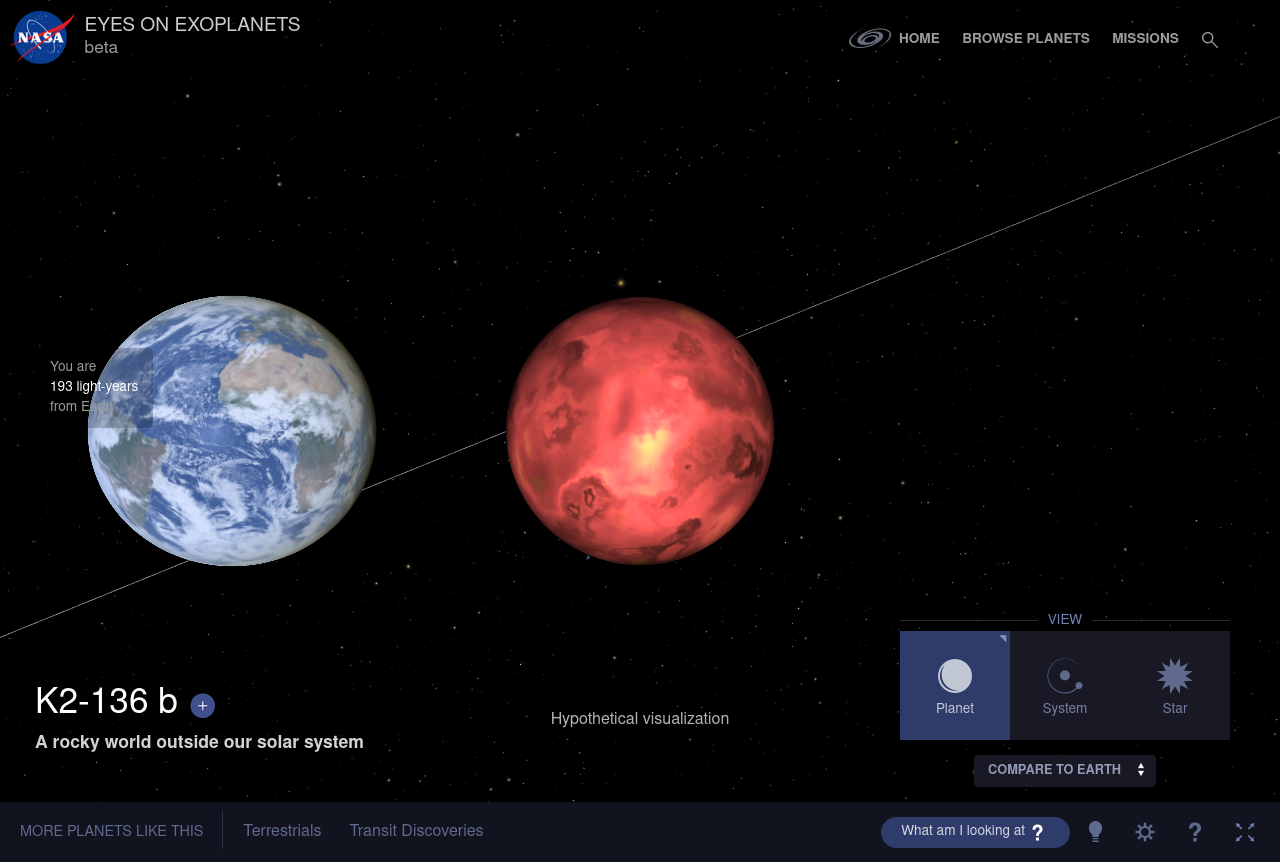 NASA
EYES ON EXOPLANETS
beta
HOME
BROWSE PLANETS
MISSIONS
You are
193 light-years
from Earth
K2-136 b +
A rocky world outside our solar system
Hypothetical visualization
VIEW
Planet
System
Star
COMPARE TO EARTH
MORE PLANETS LIKE THIS
Terrestrials
Transit Discoveries
What am I looking at ?
?